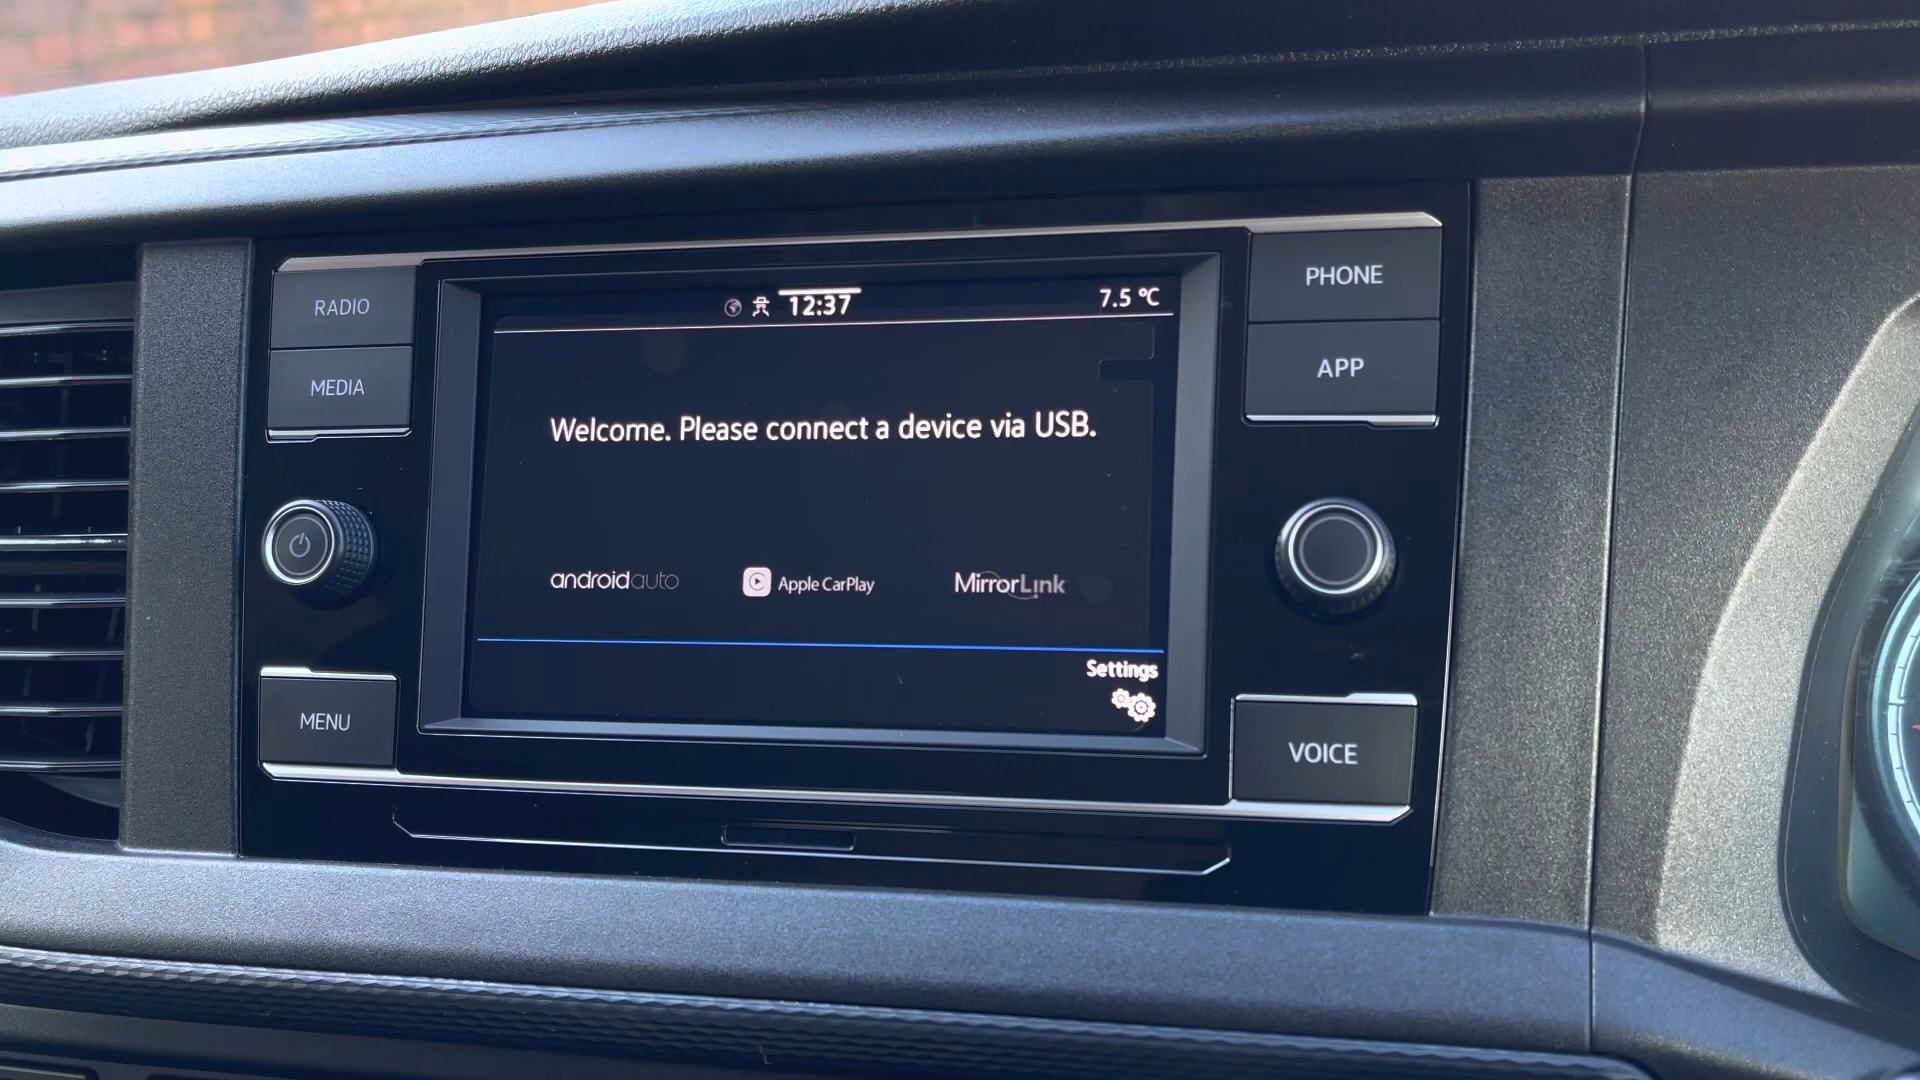 RADIO
MEDIA
12:37
7.5 °C
PHONE
APP
Welcome. Please connect a device via USB.
androidauto
Apple CarPlay
MirrorLink
Settings
MENU
VOICE